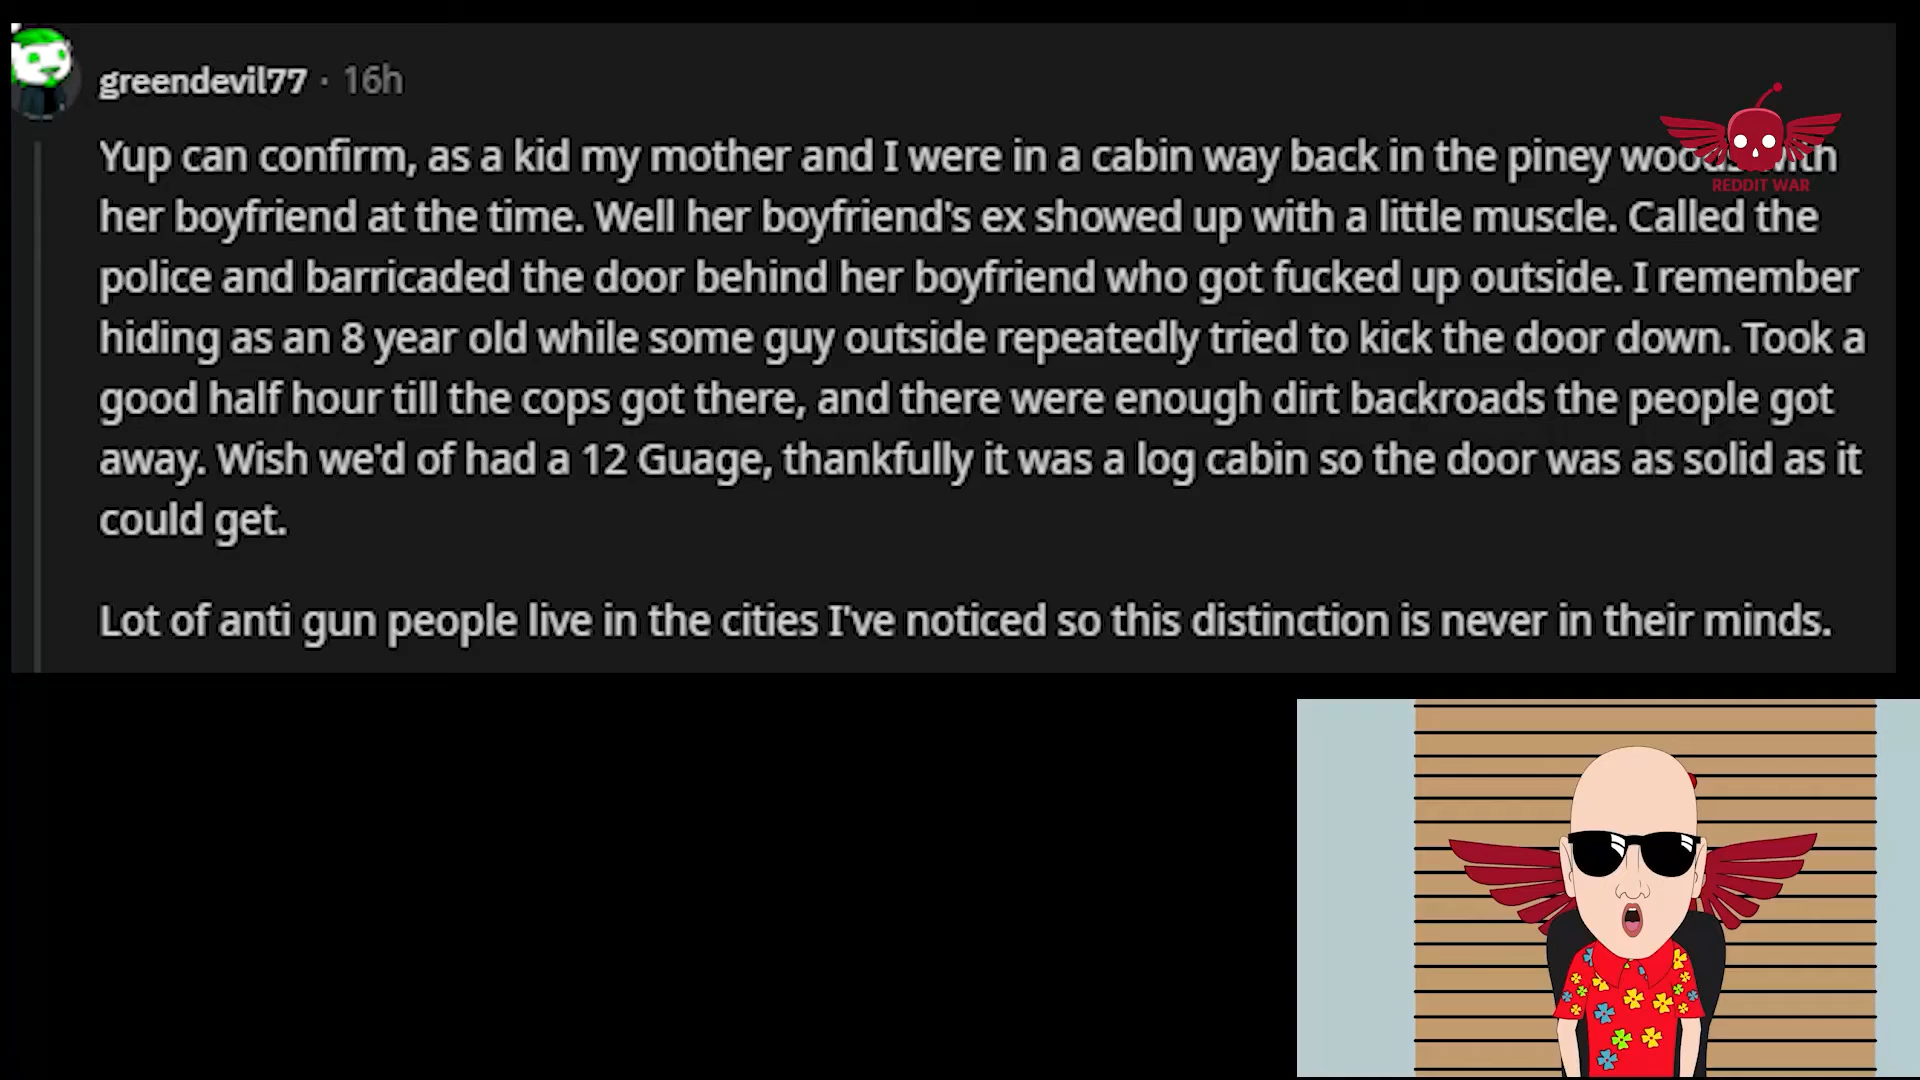 greendevil77 · 16h
Yup can confirm, as a kid my mother and I were in a cabin way back in the piney woods with
REDDIT WAR
her boyfriend at the time. Well her boyfriend's ex showed up with a little muscle. Called the
police and barricaded the door behind her boyfriend who got fucked up outside. I remember
hiding as an 8 year old while some guy outside repeatedly tried to kick the door down. Took a
good half hour till the cops got there, and there were enough dirt backroads the people got
away. Wish we'd of had a 12 Guage, thankfully it was a log cabin so the door was as solid as it
could get.
Lot of anti gun people live in the cities I've noticed so this distinction is never in their minds.